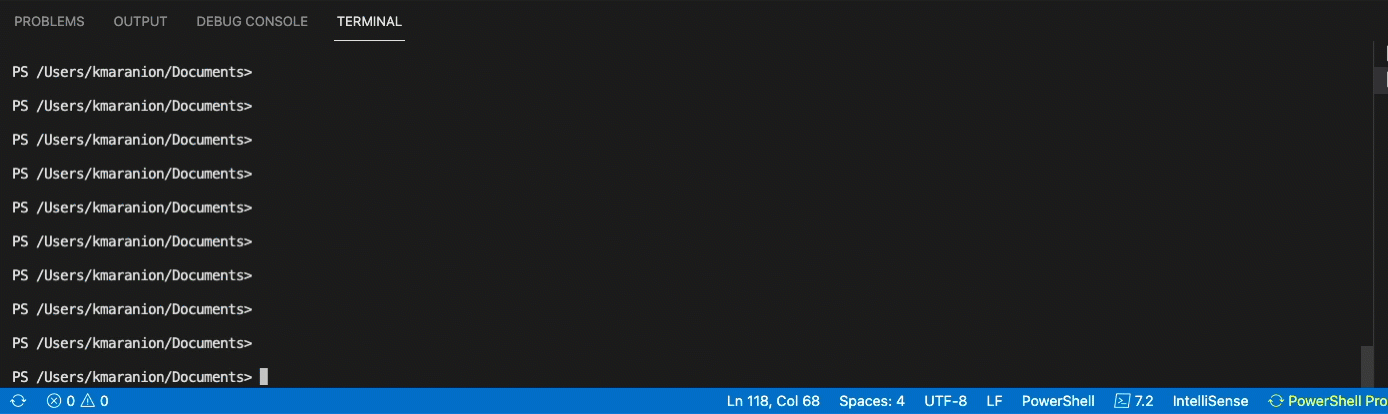 PROBLEMS OUTPUT DEBUG CONSOLE TERMINAL
PS /Users/kmaranion/Documents>
PS /Users/kmaranion/Documents>
PS /Users/kmaranion/Documents>
PS /Users/kmaranion/Documents>
PS /Users/kmaranion/Documents>
PS /Users/kmaranion/Documents>
PS /Users/kmaranion/Documents>
PS /Users/kmaranion/Documents>
PS /Users/kmaranion/Documents>
PS /Users/kmaranion/Documents>
0 0 Ln 118, Col 68 Spaces: 4 UTF-8 LF PowerShell 7.2 IntelliSense PowerShell Pro